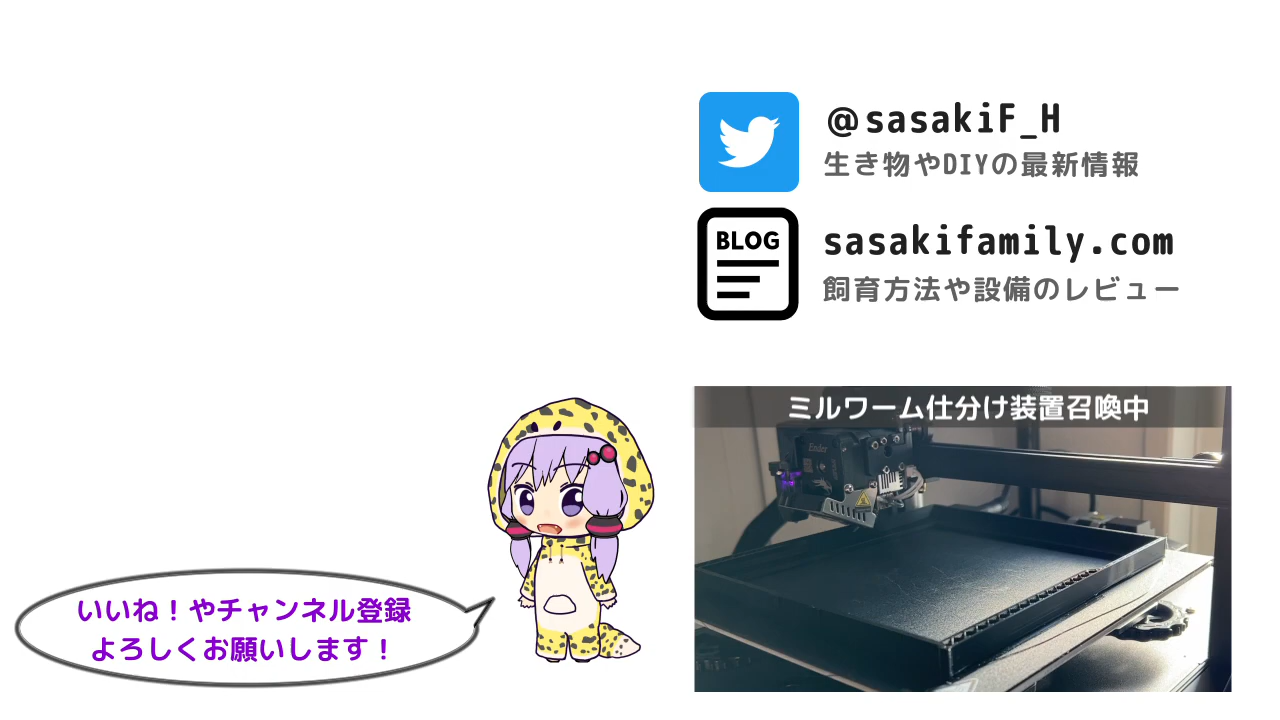 @sasakiF_H
生き物やDIYの最新情報
BLOG
sasakifamily.com
飼育方法や設備のレビュー
ミルワーム仕分け装置召喚中
Ender
いいね！やチャンネル登録
よろしくお願いします！